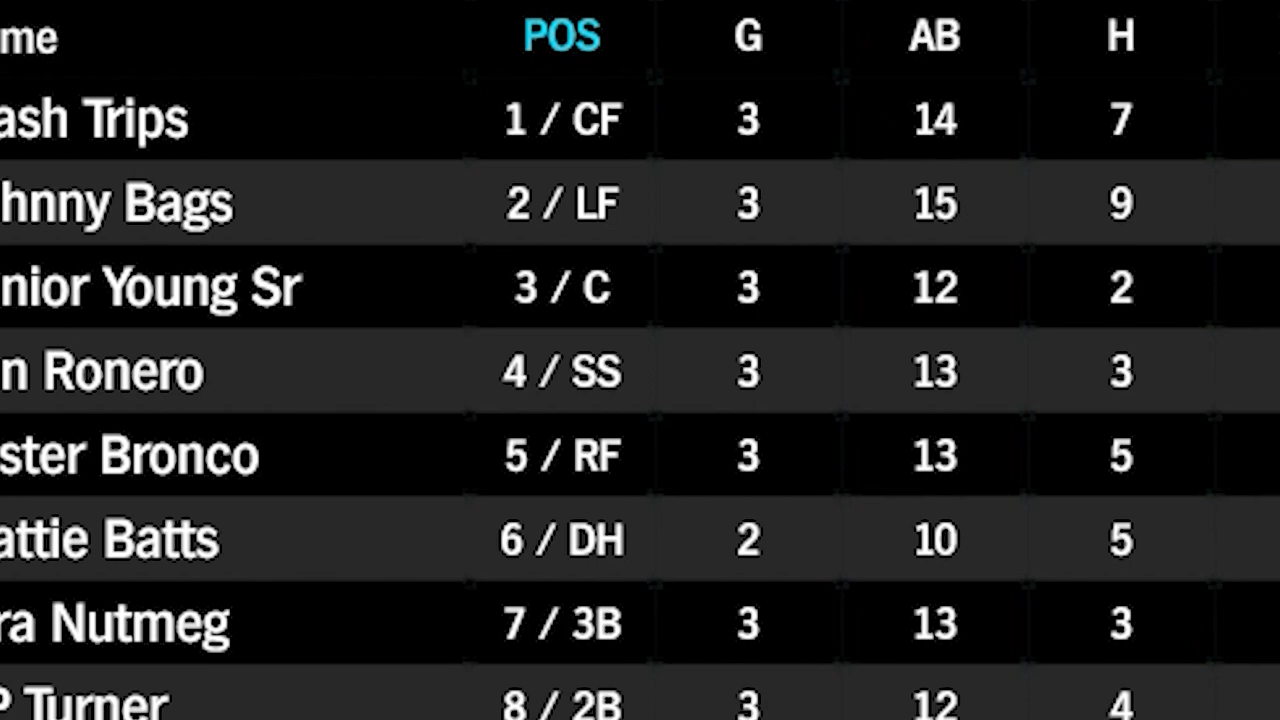 me POS G AB H
ash Trips 1 / CF 3 14 7
hnny Bags 2 / LF 3 15 9
nior Young Sr 3 / C 3 12 2
n Ronero 4 / SS 3 13 3
ster Bronco 5 / RF 3 13 5
attie Batts 6 / DH 2 10 5
ra Nutmeg 7 / 3B 3 13 3
P Turner 8 / 2B 3 12 4